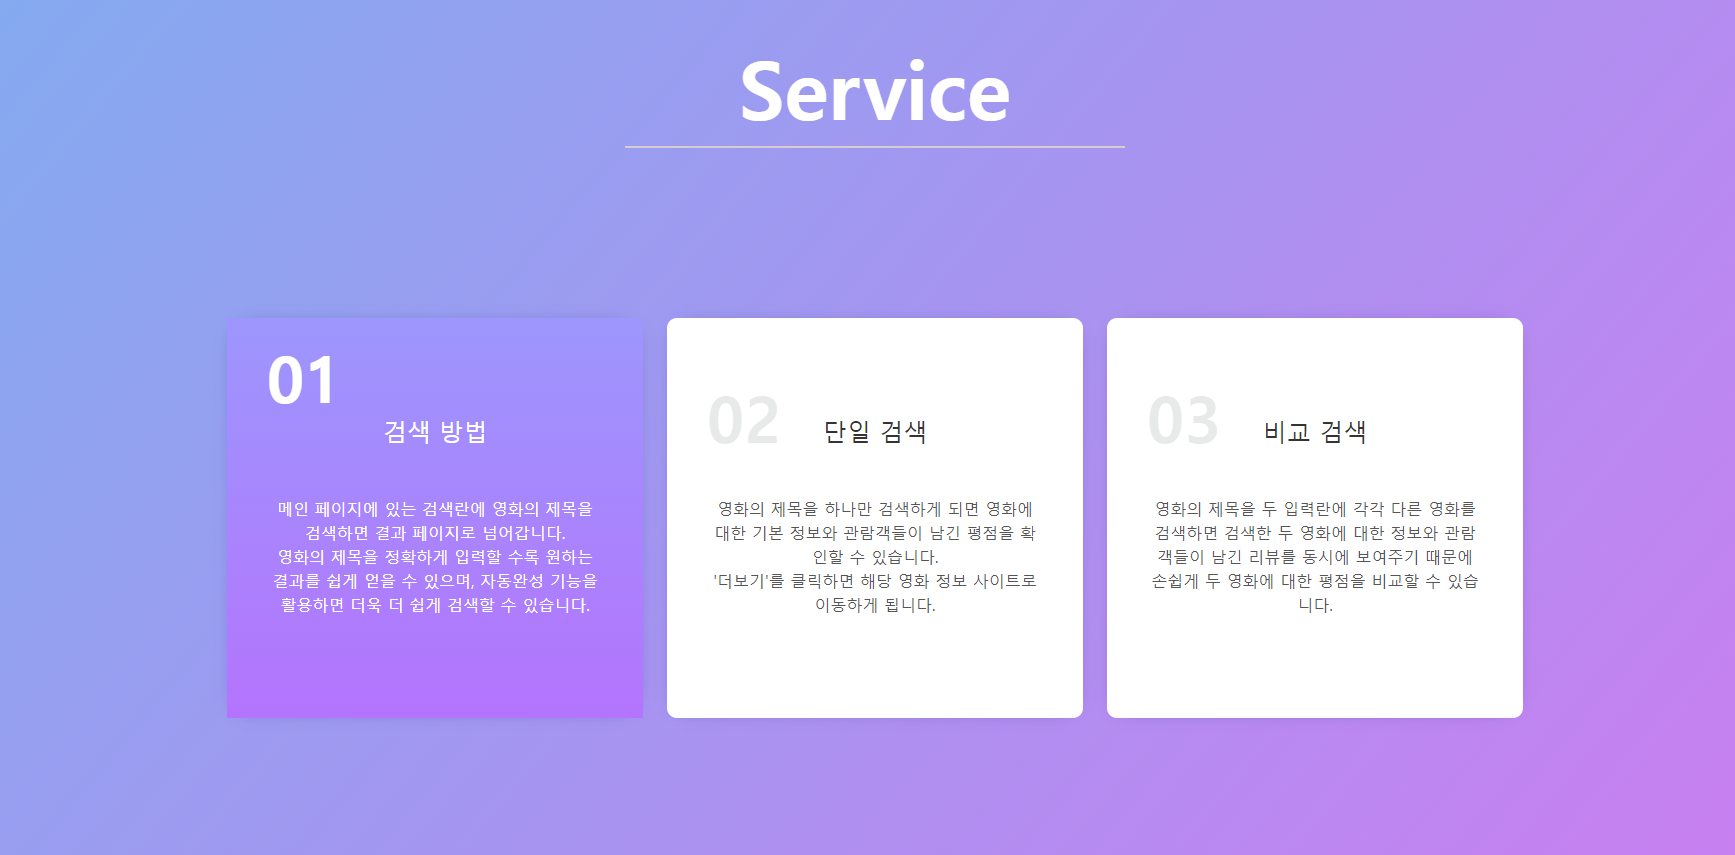 Service
01
검색 방법
메인 페이지에 있는 검색란에 영화의 제목을
검색하면 결과 페이지로 넘어갑니다.
영화의 제목을 정확하게 입력할 수록 원하는
결과를 쉽게 얻을 수 있으며, 자동완성 기능을
활용하면 더욱 더 쉽게 검색할 수 있습니다.
02
단일 검색
영화의 제목을 하나만 검색하게 되면 영화에
대한 기본 정보와 관람객들이 남긴 평점을 확
인할 수 있습니다.
'더보기'를 클릭하면 해당 영화 정보 사이트로
이동하게 됩니다.
03
비교 검색
영화의 제목을 두 입력란에 각각 다른 영화를
검색하면 검색한 두 영화에 대한 정보와 관람
객들이 남긴 리뷰를 동시에 보여주기 때문에
손쉽게 두 영화에 대한 평점을 비교할 수 있습
니다.